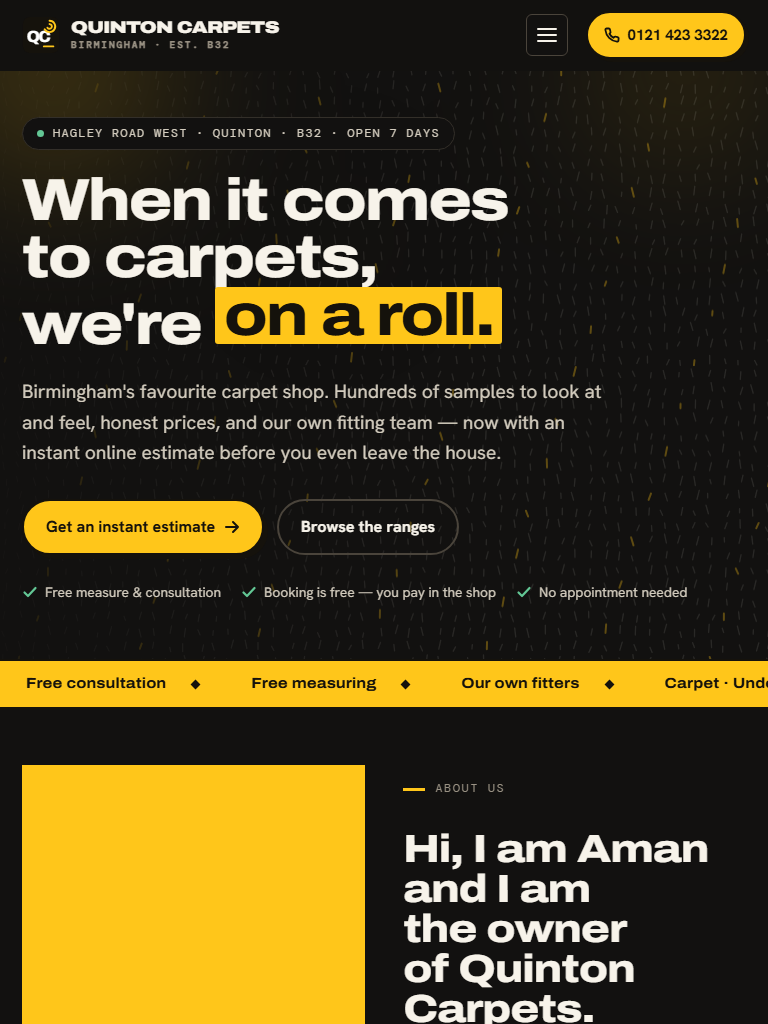 QC
QUINTON CARPETS
BIRMINGHAM · EST. B32
0121 423 3322
HAGLEY ROAD WEST · QUINTON · B32 · OPEN 7 DAYS
When it comes
to carpets,
we're on a roll.
Birmingham's favourite carpet shop. Hundreds of samples to look at
and feel, honest prices, and our own fitting team — now with an
instant online estimate before you even leave the house.
Get an instant estimate →
Browse the ranges
Free measure & consultation
Booking is free — you pay in the shop
No appointment needed
Free consultation ◆ Free measuring ◆ Our own fitters ◆ Carpet ·
ABOUT US
Hi, I am Aman
and I am
the owner
of Quinton
Carpets.